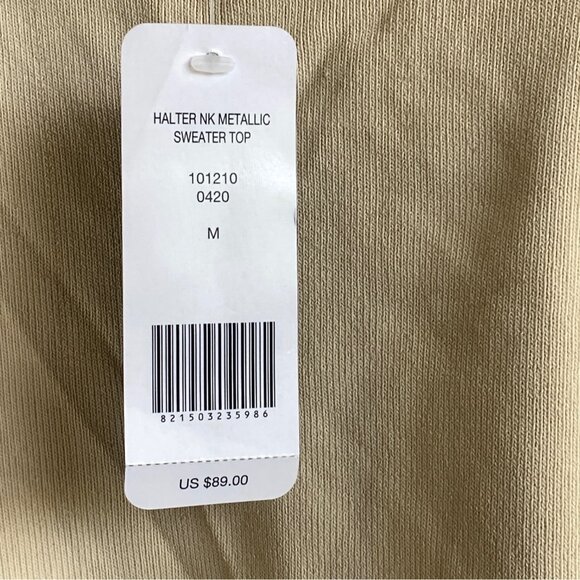 HALTER NK METALLIC
SWEATER TOP
101210
0420
M
821503235986
US $89.00